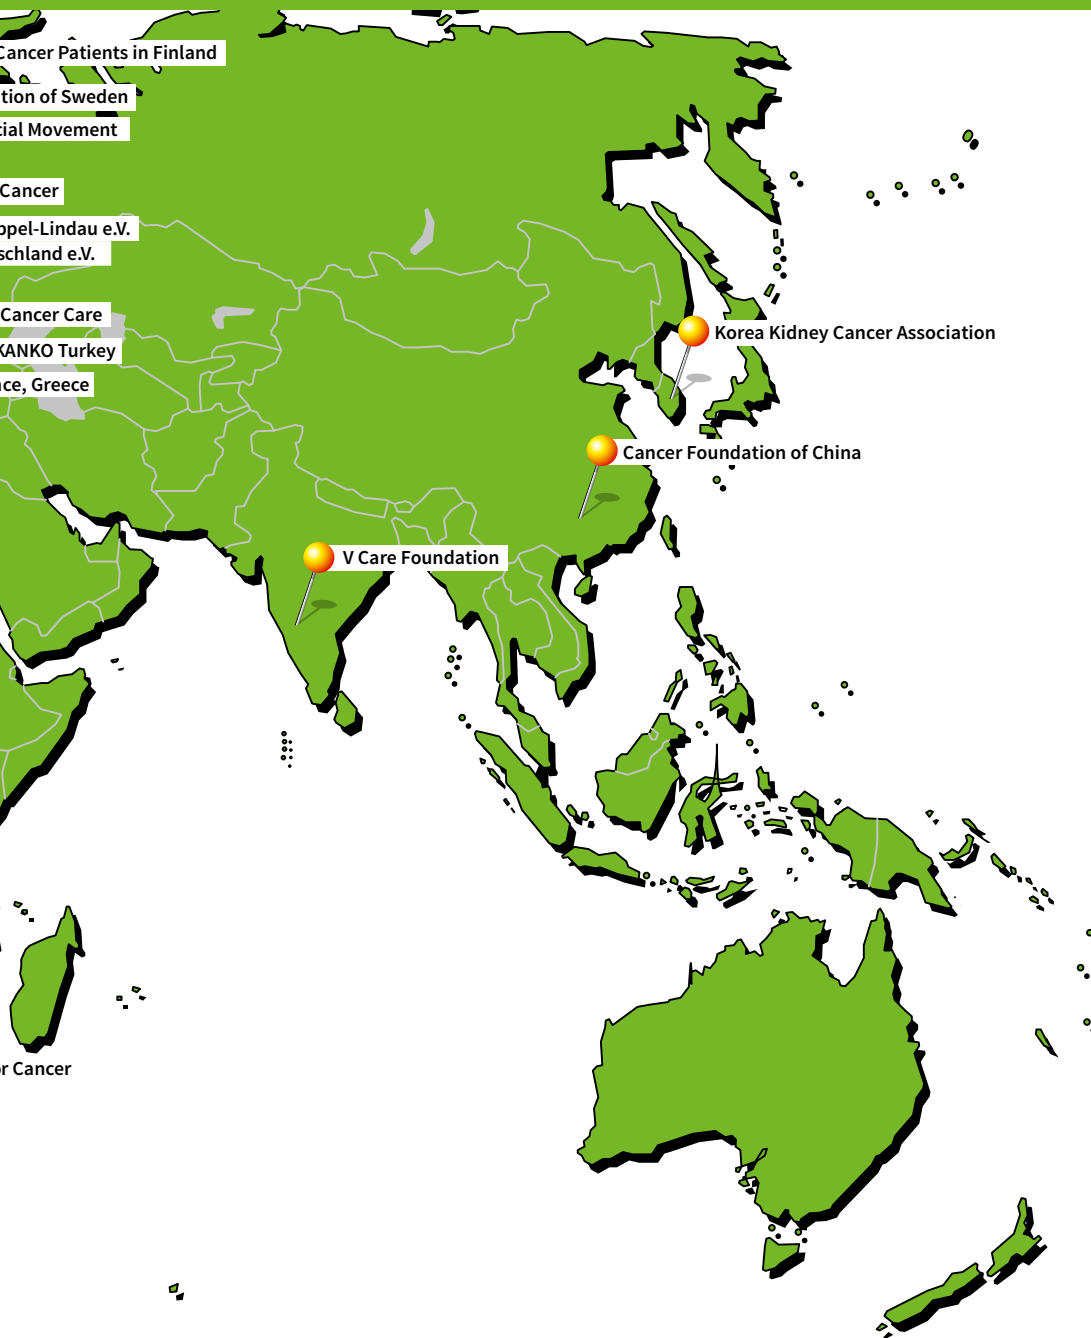 Cancer Patients in Finland
tion of Sweden
cial Movement
Cancer
ppel-Lindau e.V.
schland e.V.
Cancer Care
KANKO Turkey
Korea Kidney Cancer Association
nce, Greece
Cancer Foundation of China
V Care Foundation
or Cancer